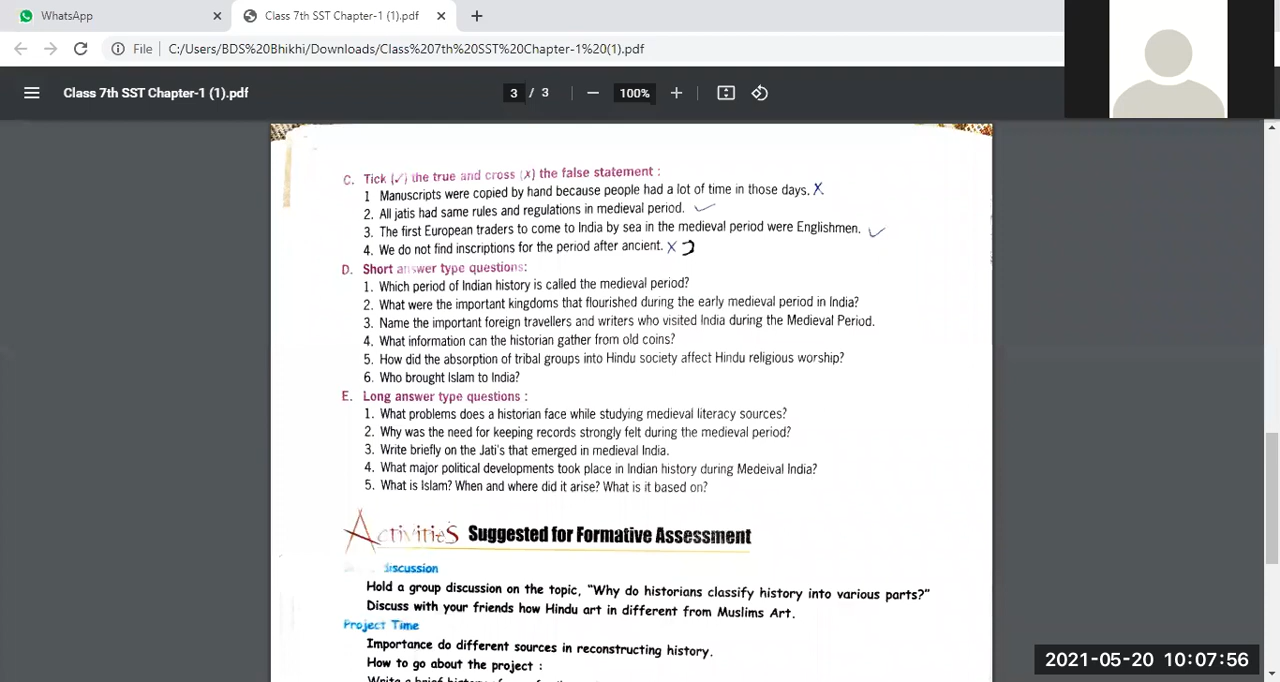 WhatsApp
Class 7th SST Chapter-1 (1).pdf
File C:/Users/BDS%20Bhikhi/Downloads/Class%207th%20SST%20Chapter-1%20(1).pdf
Class 7th SST Chapter-1 (1).pdf
3 / 3
100%
C. Tick (✓) the true and cross (✗) the false statement :
1 Manuscripts were copied by hand because people had a lot of time in those days. X
2. All jatis had same rules and regulations in medieval period. ✓
3. The first European traders to come to India by sea in the medieval period were Englishmen. ✓
4. We do not find inscriptions for the period after ancient. X
D. Short answer type questions:
1. Which period of Indian history is called the medieval period?
2. What were the important kingdoms that flourished during the early medieval period in India?
3. Name the important foreign travellers and writers who visited India during the Medieval Period.
4. What information can the historian gather from old coins?
5. How did the absorption of tribal groups into Hindu society affect Hindu religious worship?
6. Who brought Islam to India?
E. Long answer type questions :
1. What problems does a historian face while studying medieval literacy sources?
2. Why was the need for keeping records strongly felt during the medieval period?
3. Write briefly on the Jati's that emerged in medieval India.
4. What major political developments took place in Indian history during Medeival India?
5. What is Islam? When and where did it arise? What is it based on?
Activities Suggested for Formative Assessment
Hold a group discussion on the topic, “Why do historians classify history into various parts?”
Discuss with your friends how Hindu art in different from Muslims Art.
Project Time
Importance do different sources in reconstructing history.
How to go about the project :
2021-05-20 10:07:56